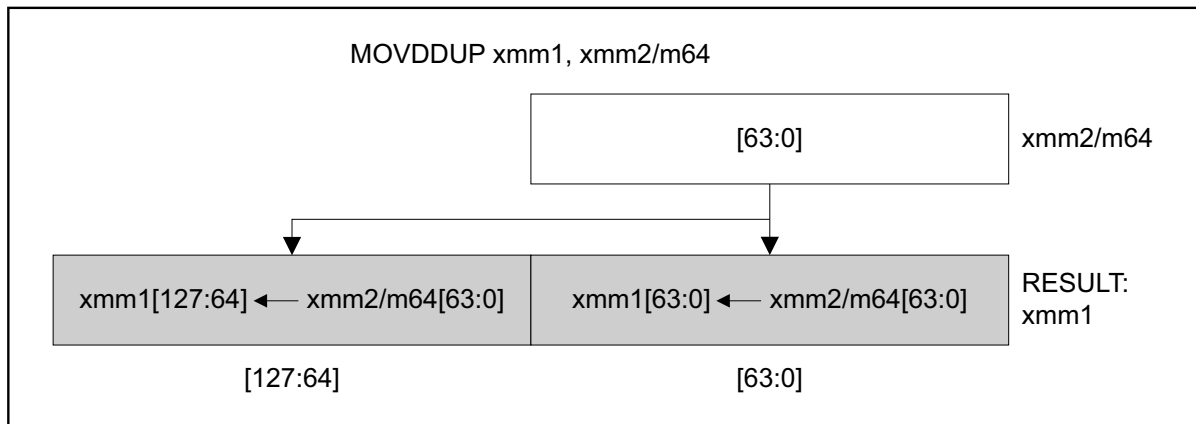 MOVDDUP xmm1, xmm2/m64
[63:0]
xmm2/m64
xmm1[127:64] ← xmm2/m64[63:0]
xmm1[63:0] ← xmm2/m64[63:0]
RESULT:
xmm1
[127:64]
[63:0]